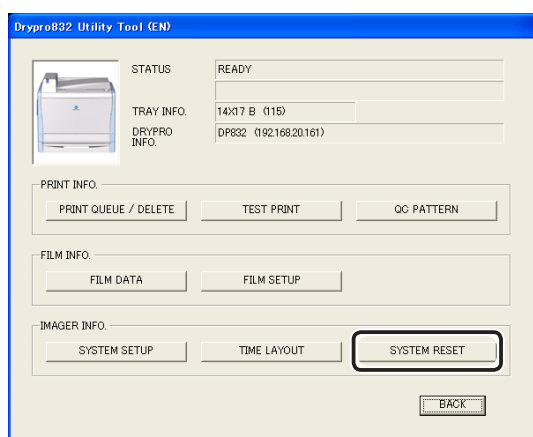 Drypro832 Utility Tool (EN)
STATUS READY
TRAY INFO. 14X17 B (115)
DRYPRO INFO. DP832 (192.168.20.161)
PRINT INFO.
PRINT QUEUE / DELETE TEST PRINT QC PATTERN
FILM INFO.
FILM DATA FILM SETUP
IMAGER INFO.
SYSTEM SETUP TIME LAYOUT SYSTEM RESET
BACK